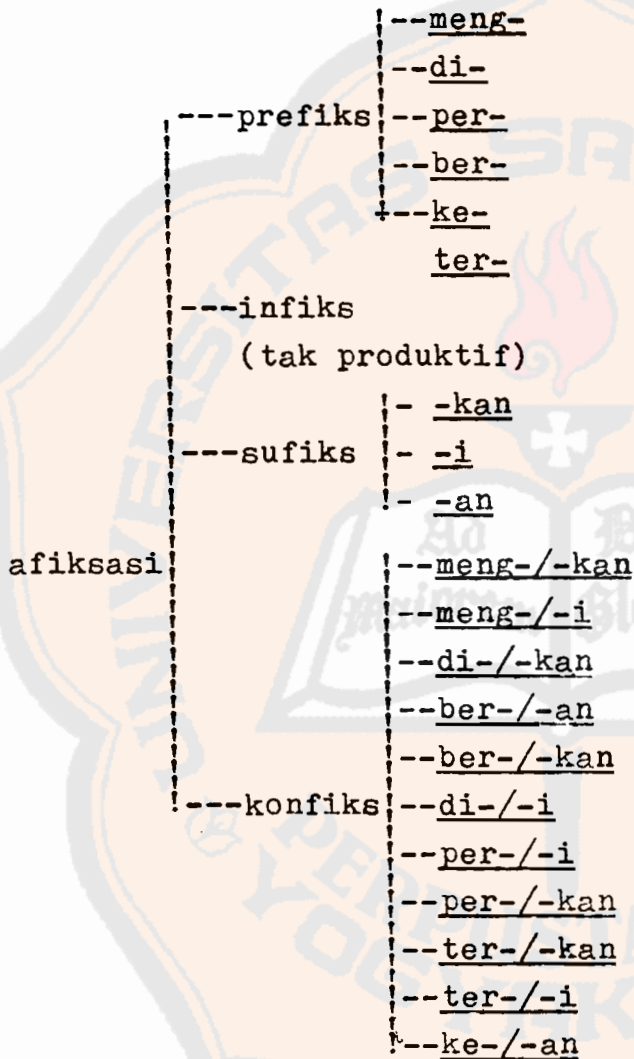 --meng-
--di-
---prefiks --per-
--ber-
--ke-
ter-
---infiks
(tak produktif)
- -kan
---sufiks - -i
- -an
afiksasi --meng-/-kan
--meng-/-i
--di-/-kan
--ber-/-an
--ber-/-kan
---konfiks --di-/-i
--per-/-i
--per-/-kan
--ter-/-kan
--ter-/-i
--ke-/-an